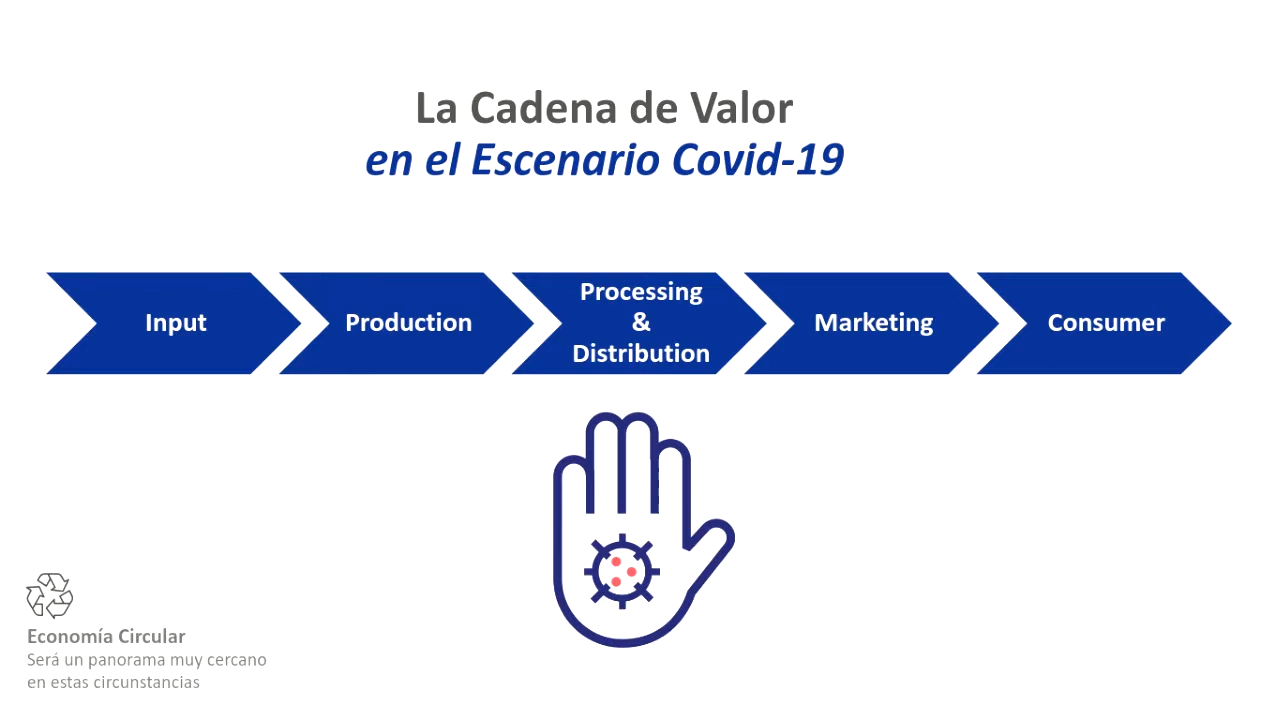 La Cadena de Valor
en el Escenario Covid-19
Input
Production
Processing
&
Distribution
Marketing
Consumer
Economía Circular
Será un panorama muy cercano
en estas circunstancias